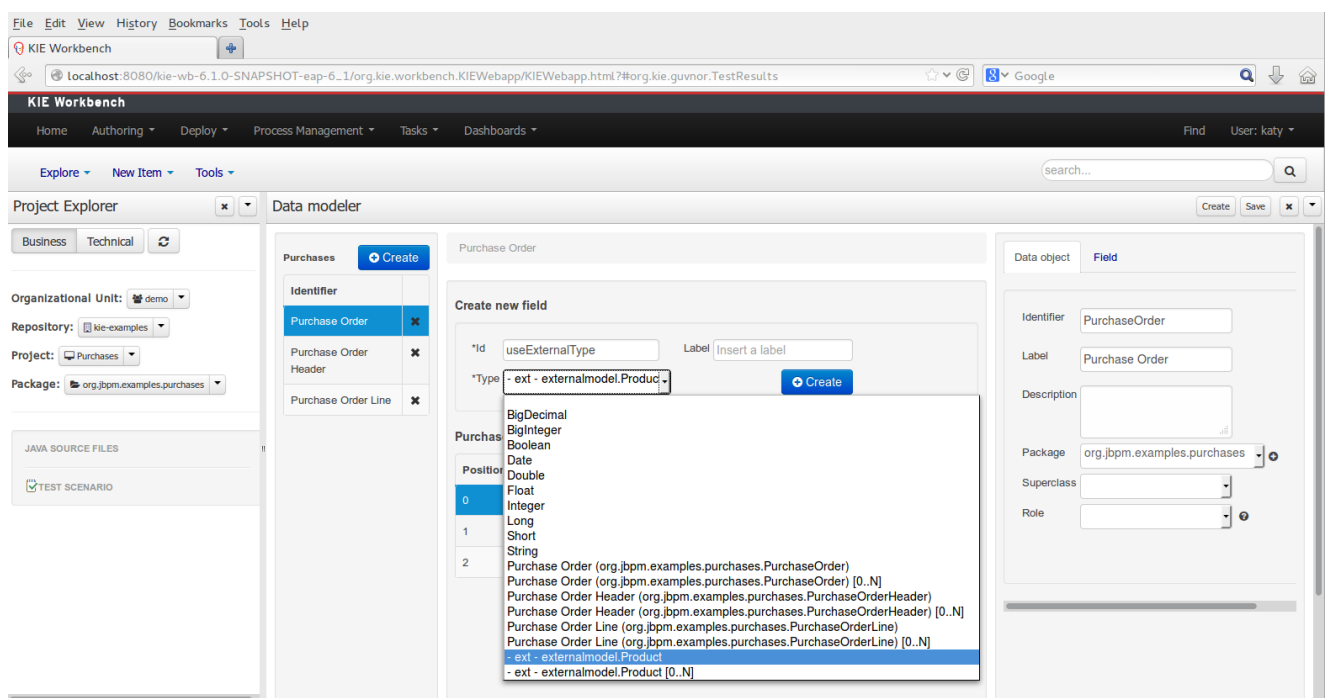 File Edit View History Bookmarks Tools Help
KIE Workbench
localhost:8080/kie-wb-6.1.0-SNAPSHOT-eap-6_1/org.kie.workbench.KIEWebapp/KIEWebapp.html?#org.kie.guvnor.TestResults
Google
KIE Workbench
Home Authoring Deploy Process Management Tasks Dashboards Find User: katy
Explore New Item Tools search...
Project Explorer
Business Technical
Organizational Unit: demo
Repository: kie-examples
Project: Purchases
Package: org.jbpm.examples.purchases
JAVA SOURCE FILES
TEST SCENARIO
Data modeler Create Save
Purchases Create
Identifier
Purchase Order
Purchase Order
Header
Purchase Order Line
Purchase Order
Create new field
*Id useExternalType Label Insert a label
*Type - ext - externalmodel.Produc Create
BigDecimal
BigInteger
Boolean
Date
Double
Float
Integer
Long
Short
String
Purchase Order (org.jbpm.examples.purchases.PurchaseOrder)
Purchase Order (org.jbpm.examples.purchases.PurchaseOrder) [0..N]
Purchase Order Header (org.jbpm.examples.purchases.PurchaseOrderHeader)
Purchase Order Header (org.jbpm.examples.purchases.PurchaseOrderHeader) [0..N]
Purchase Order Line (org.jbpm.examples.purchases.PurchaseOrderLine)
Purchase Order Line (org.jbpm.examples.purchases.PurchaseOrderLine) [0..N]
- ext - externalmodel.Product
- ext - externalmodel.Product [0..N]
Purchas
Position
0
1
2
Data object Field
Identifier PurchaseOrder
Label Purchase Order
Description
Package org.jbpm.examples.purchases
Superclass
Role